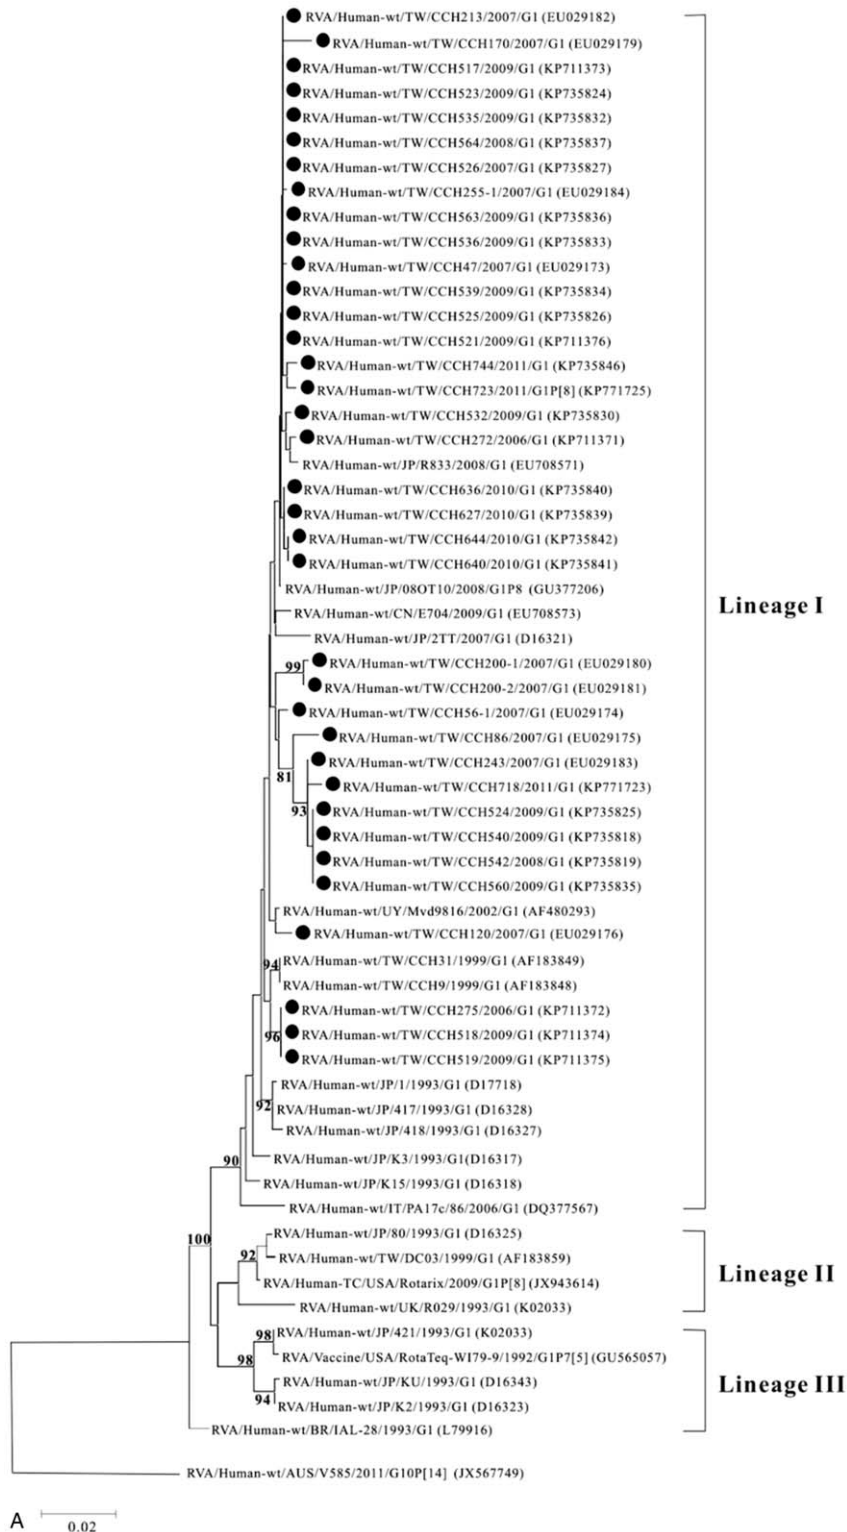 RVA/Human-wt/TW/CCH213/2007/G1 (EU029182)
RVA/Human-wt/TW/CCH170/2007/G1 (EU029179)
RVA/Human-wt/TW/CCH517/2009/G1 (KP711373)
RVA/Human-wt/TW/CCH523/2009/G1 (KP735824)
RVA/Human-wt/TW/CCH535/2009/G1 (KP735832)
RVA/Human-wt/TW/CCH564/2008/G1 (KP735837)
RVA/Human-wt/TW/CCH526/2007/G1 (KP735827)
RVA/Human-wt/TW/CCH255-1/2007/G1 (EU029184)
RVA/Human-wt/TW/CCH563/2009/G1 (KP735836)
RVA/Human-wt/TW/CCH536/2009/G1 (KP735833)
RVA/Human-wt/TW/CCH47/2007/G1 (EU029173)
RVA/Human-wt/TW/CCH539/2009/G1 (KP735834)
RVA/Human-wt/TW/CCH525/2009/G1 (KP735826)
RVA/Human-wt/TW/CCH521/2009/G1 (KP711376)
RVA/Human-wt/TW/CCH744/2011/G1 (KP735846)
RVA/Human-wt/TW/CCH723/2011/G1P[8] (KP771725)
RVA/Human-wt/TW/CCH532/2009/G1 (KP735830)
RVA/Human-wt/TW/CCH272/2006/G1 (KP711371)
RVA/Human-wt/JP/R833/2008/G1 (EU708571)
RVA/Human-wt/TW/CCH636/2010/G1 (KP735840)
RVA/Human-wt/TW/CCH627/2010/G1 (KP735839)
RVA/Human-wt/TW/CCH644/2010/G1 (KP735842)
RVA/Human-wt/TW/CCH640/2010/G1 (KP735841)
RVA/Human-wt/JP/08OT10/2008/G1P8 (GU377206)
Lineage I
RVA/Human-wt/CN/E704/2009/G1 (EU708573)
RVA/Human-wt/JP/2TT/2007/G1 (D16321)
99
RVA/Human-wt/TW/CCH200-1/2007/G1 (EU029180)
RVA/Human-wt/TW/CCH200-2/2007/G1 (EU029181)
RVA/Human-wt/TW/CCH56-1/2007/G1 (EU029174)
RVA/Human-wt/TW/CCH86/2007/G1 (EU029175)
RVA/Human-wt/TW/CCH243/2007/G1 (EU029183)
81
RVA/Human-wt/TW/CCH718/2011/G1 (KP771723)
93
RVA/Human-wt/TW/CCH524/2009/G1 (KP735825)
RVA/Human-wt/TW/CCH540/2009/G1 (KP735818)
RVA/Human-wt/TW/CCH542/2008/G1 (KP735819)
RVA/Human-wt/TW/CCH560/2009/G1 (KP735835)
RVA/Human-wt/UY/Mvd9816/2002/G1 (AF480293)
RVA/Human-wt/TW/CCH120/2007/G1 (EU029176)
94
RVA/Human-wt/TW/CCH31/1999/G1 (AF183849)
RVA/Human-wt/TW/CCH9/1999/G1 (AF183848)
RVA/Human-wt/TW/CCH275/2006/G1 (KP711372)
96
RVA/Human-wt/TW/CCH518/2009/G1 (KP711374)
RVA/Human-wt/TW/CCH519/2009/G1 (KP711375)
RVA/Human-wt/JP/1/1993/G1 (D17718)
92
RVA/Human-wt/JP/417/1993/G1 (D16328)
RVA/Human-wt/JP/418/1993/G1 (D16327)
90
RVA/Human-wt/JP/K3/1993/G1(D16317)
RVA/Human-wt/JP/K15/1993/G1 (D16318)
RVA/Human-wt/IT/PA17c/86/2006/G1 (DQ377567)
100
RVA/Human-wt/JP/80/1993/G1 (D16325)
92
RVA/Human-wt/TW/DC03/1999/G1 (AF183859)
Lineage II
RVA/Human-TC/USA/Rotarix/2009/G1P[8] (JX943614)
RVA/Human-wt/UK/R029/1993/G1 (K02033)
98
RVA/Human-wt/JP/421/1993/G1 (K02033)
98
RVA/Vaccine/USA/RotaTeq-WI79-9/1992/G1P7[5] (GU565057)
Lineage III
RVA/Human-wt/JP/KU/1993/G1 (D16343)
94
RVA/Human-wt/JP/K2/1993/G1 (D16323)
RVA/Human-wt/BR/IAL-28/1993/G1 (L79916)
RVA/Human-wt/AUS/V585/2011/G10P[14] (JX567749)
A
0.02